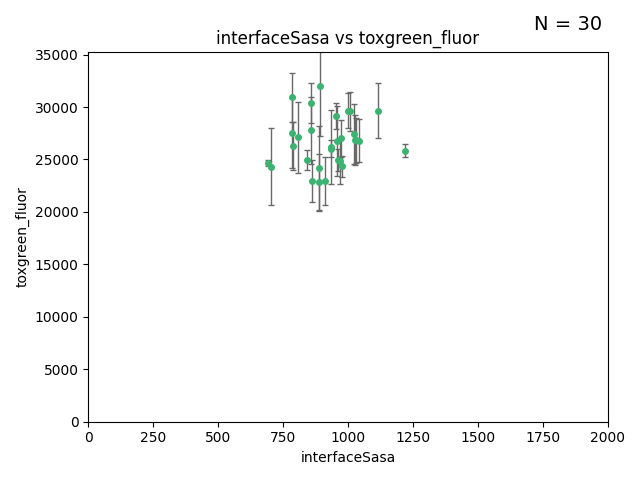 N = 30
interfaceSasa vs toxgreen_fluor
35000
30000
25000
20000
15000
10000
5000
0
toxgreen_fluor
0 250 500 750 1000 1250 1500 1750 2000
interfaceSasa